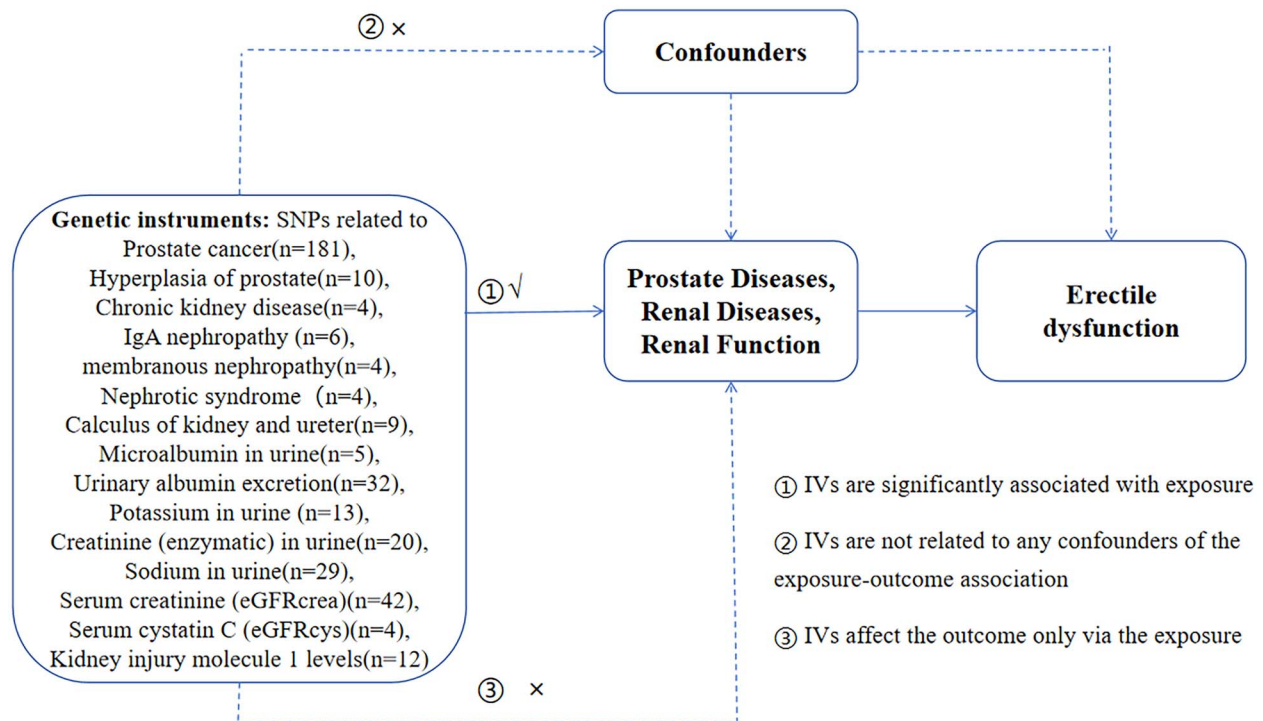 ② ×
Confounders
Genetic instruments: SNPs related to
Prostate cancer(n=181),
Hyperplasia of prostate(n=10),
Chronic kidney disease(n=4),
IgA nephropathy (n=6),
membranous nephropathy(n=4),
Nephrotic syndrome（n=4),
Calculus of kidney and ureter(n=9),
Microalbumin in urine(n=5),
Urinary albumin excretion(n=32),
Potassium in urine (n=13),
Creatinine (enzymatic) in urine(n=20),
Sodium in urine(n=29),
Serum creatinine (eGFRcrea)(n=42),
Serum cystatin C (eGFRcys)(n=4),
Kidney injury molecule 1 levels(n=12)
①√
Prostate Diseases,
Renal Diseases,
Renal Function
Erectile
dysfunction
① IVs are significantly associated with exposure
② IVs are not related to any confounders of the
exposure-outcome association
③ IVs affect the outcome only via the exposure
③ ×